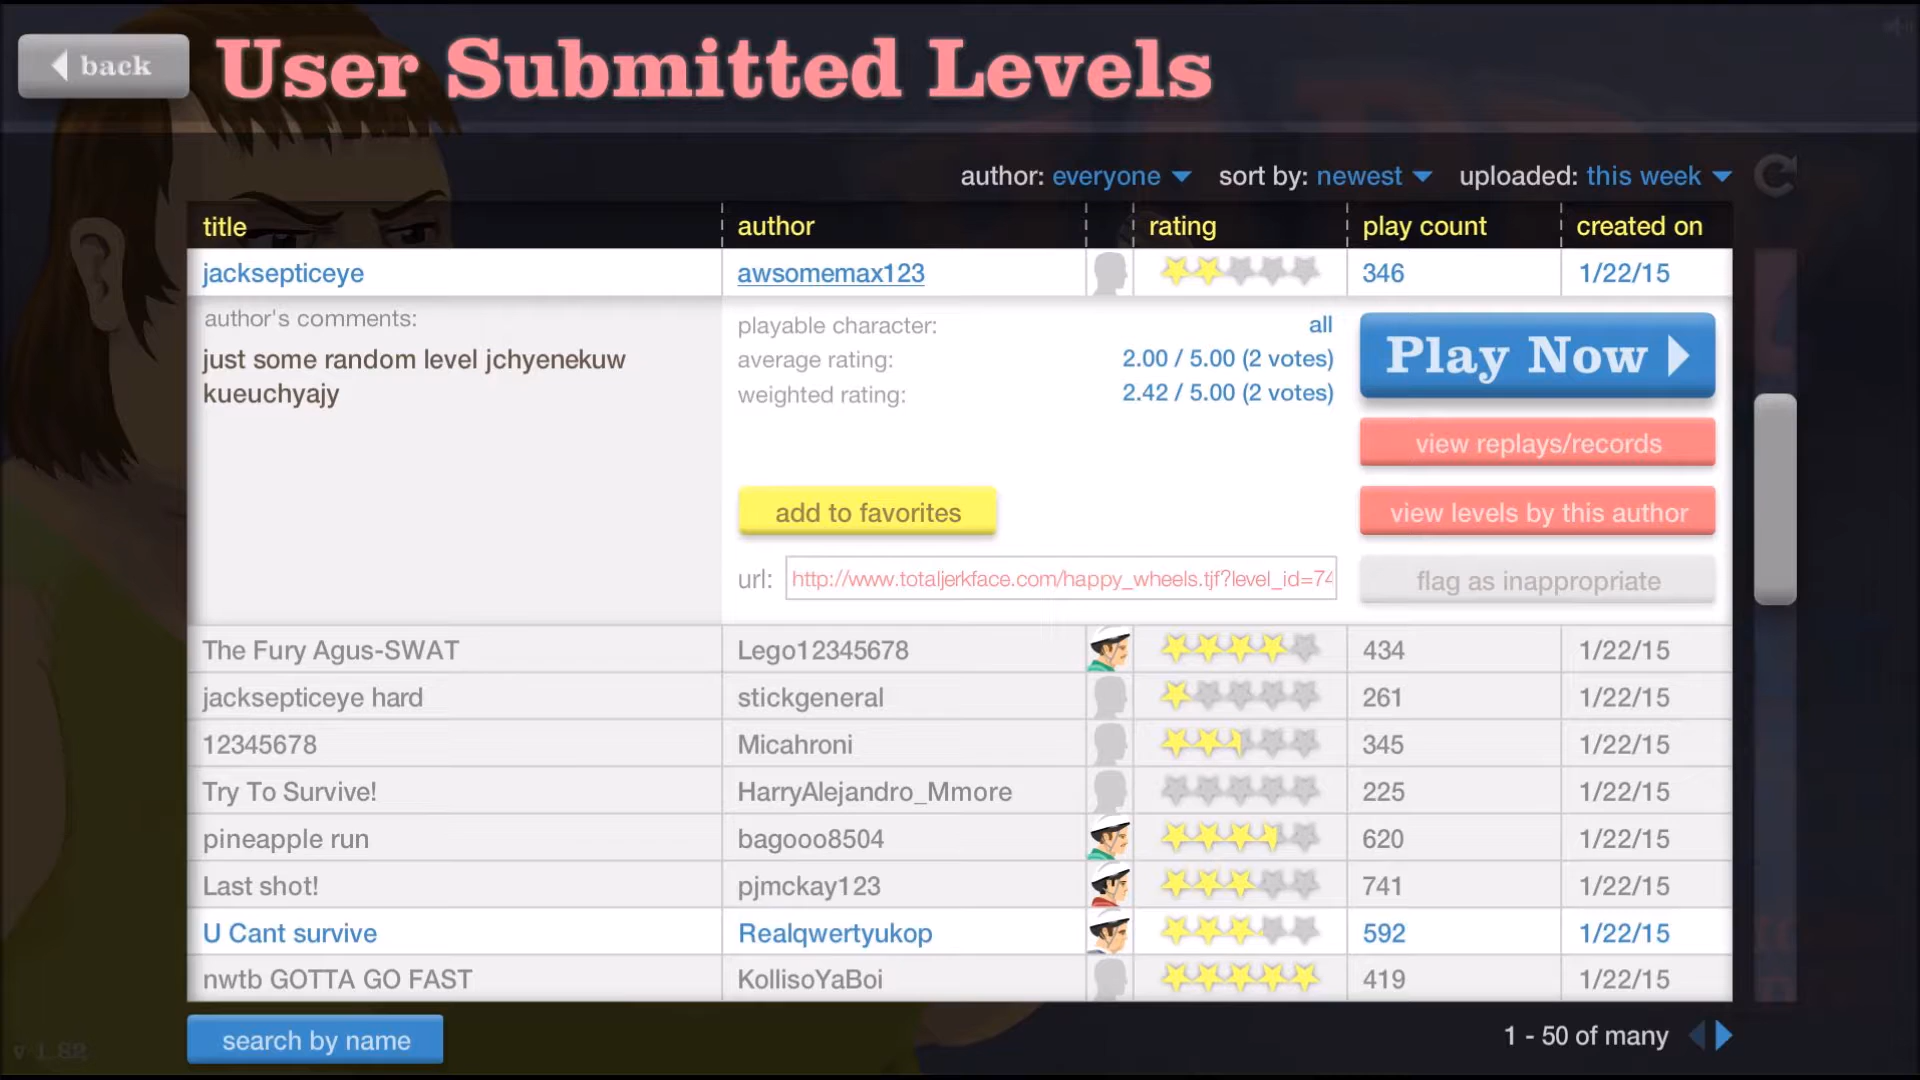 back
User Submitted Levels
author: everyone sort by: newest uploaded: this week
title author rating play count created on
jacksepticeye awsomemax123 346 1/22/15
author's comments:
just some random level jchyenekuw
kueuchyajy
playable character: all
average rating: 2.00 / 5.00 (2 votes)
weighted rating: 2.42 / 5.00 (2 votes)
Play Now
view replays/records
add to favorites
view levels by this author
url: http://www.totaljerkface.com/happy_wheels.tjf?level_id=74
flag as inappropriate
The Fury Agus-SWAT Lego12345678 434 1/22/15
jacksepticeye hard stickgeneral 261 1/22/15
12345678 Micahroni 345 1/22/15
Try To Survive! HarryAlejandro_Mmore 225 1/22/15
pineapple run bagooo8504 620 1/22/15
Last shot! pjmckay123 741 1/22/15
U Cant survive Realqwertyukop 592 1/22/15
nwtb GOTTA GO FAST KollisoYaBoi 419 1/22/15
search by name
1 - 50 of many
v 1.82